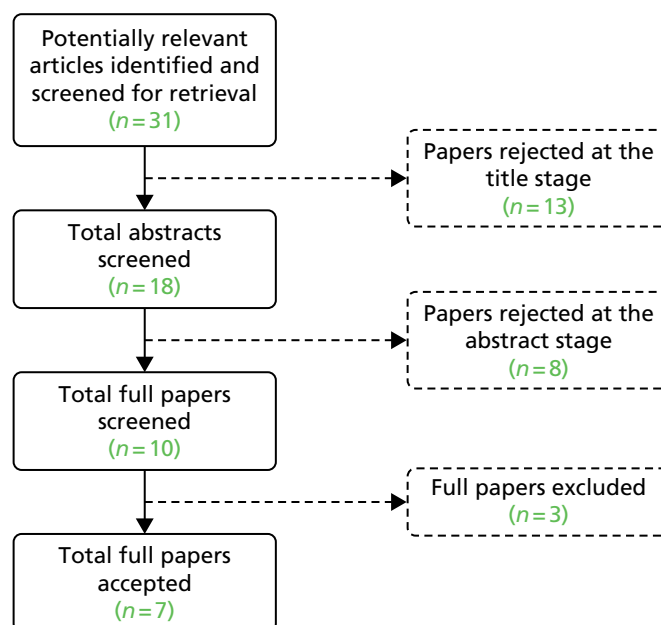 Potentially relevant
articles identified and
screened for retrieval
(n=31)
Papers rejected at the
title stage
(n=13)
Total abstracts
screened
(n=18)
Papers rejected at the
abstract stage
(n=8)
Total full papers
screened
(n=10)
Full papers excluded
(n=3)
Total full papers
accepted
(n=7)